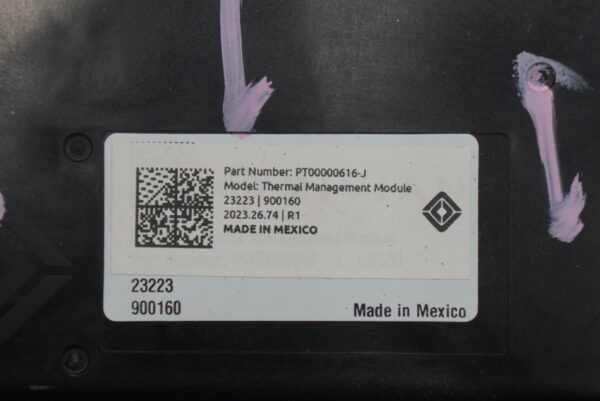 Part Number: PT00000616-J
Model: Thermal Management Module
23223 | 900160
2023.26.74 | R1
MADE IN MEXICO
23223
900160
Made in Mexico